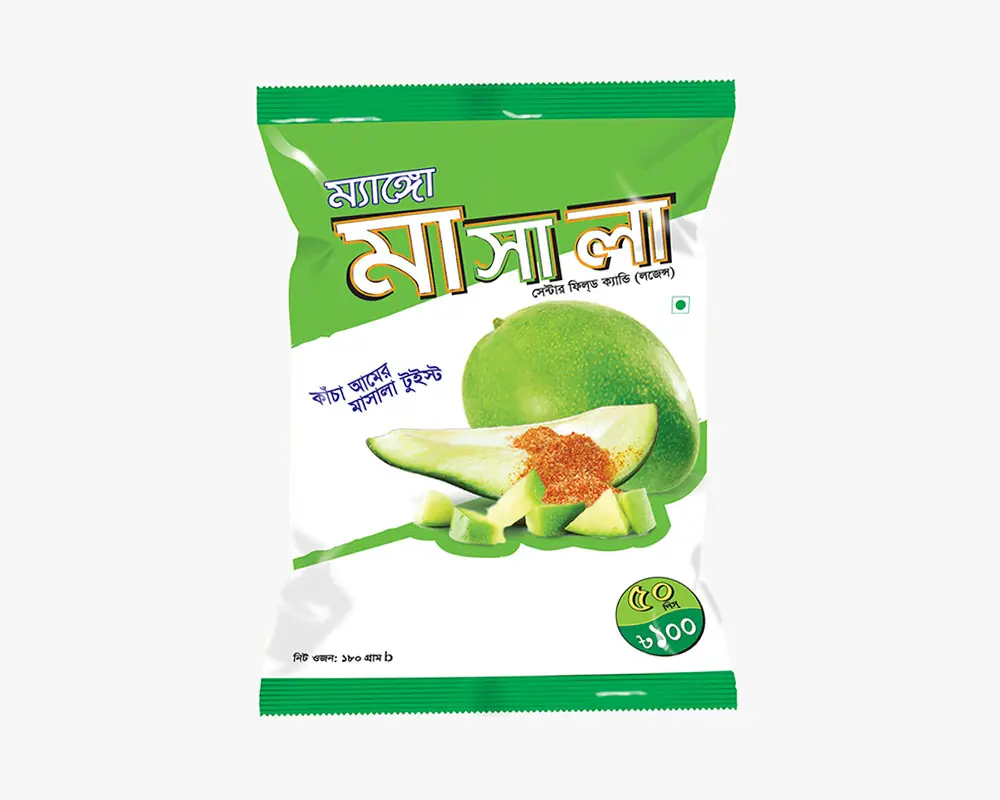 ম্যাঙ্গো
মাসালা
সেন্টার ফিল্ড ক্যান্ডি (লজেন্স)
কাঁচা আমের
মাসালা টুইস্ট
৫০
পিস্
৳১০০
নিট ওজন: ১৮০ গ্রাম b